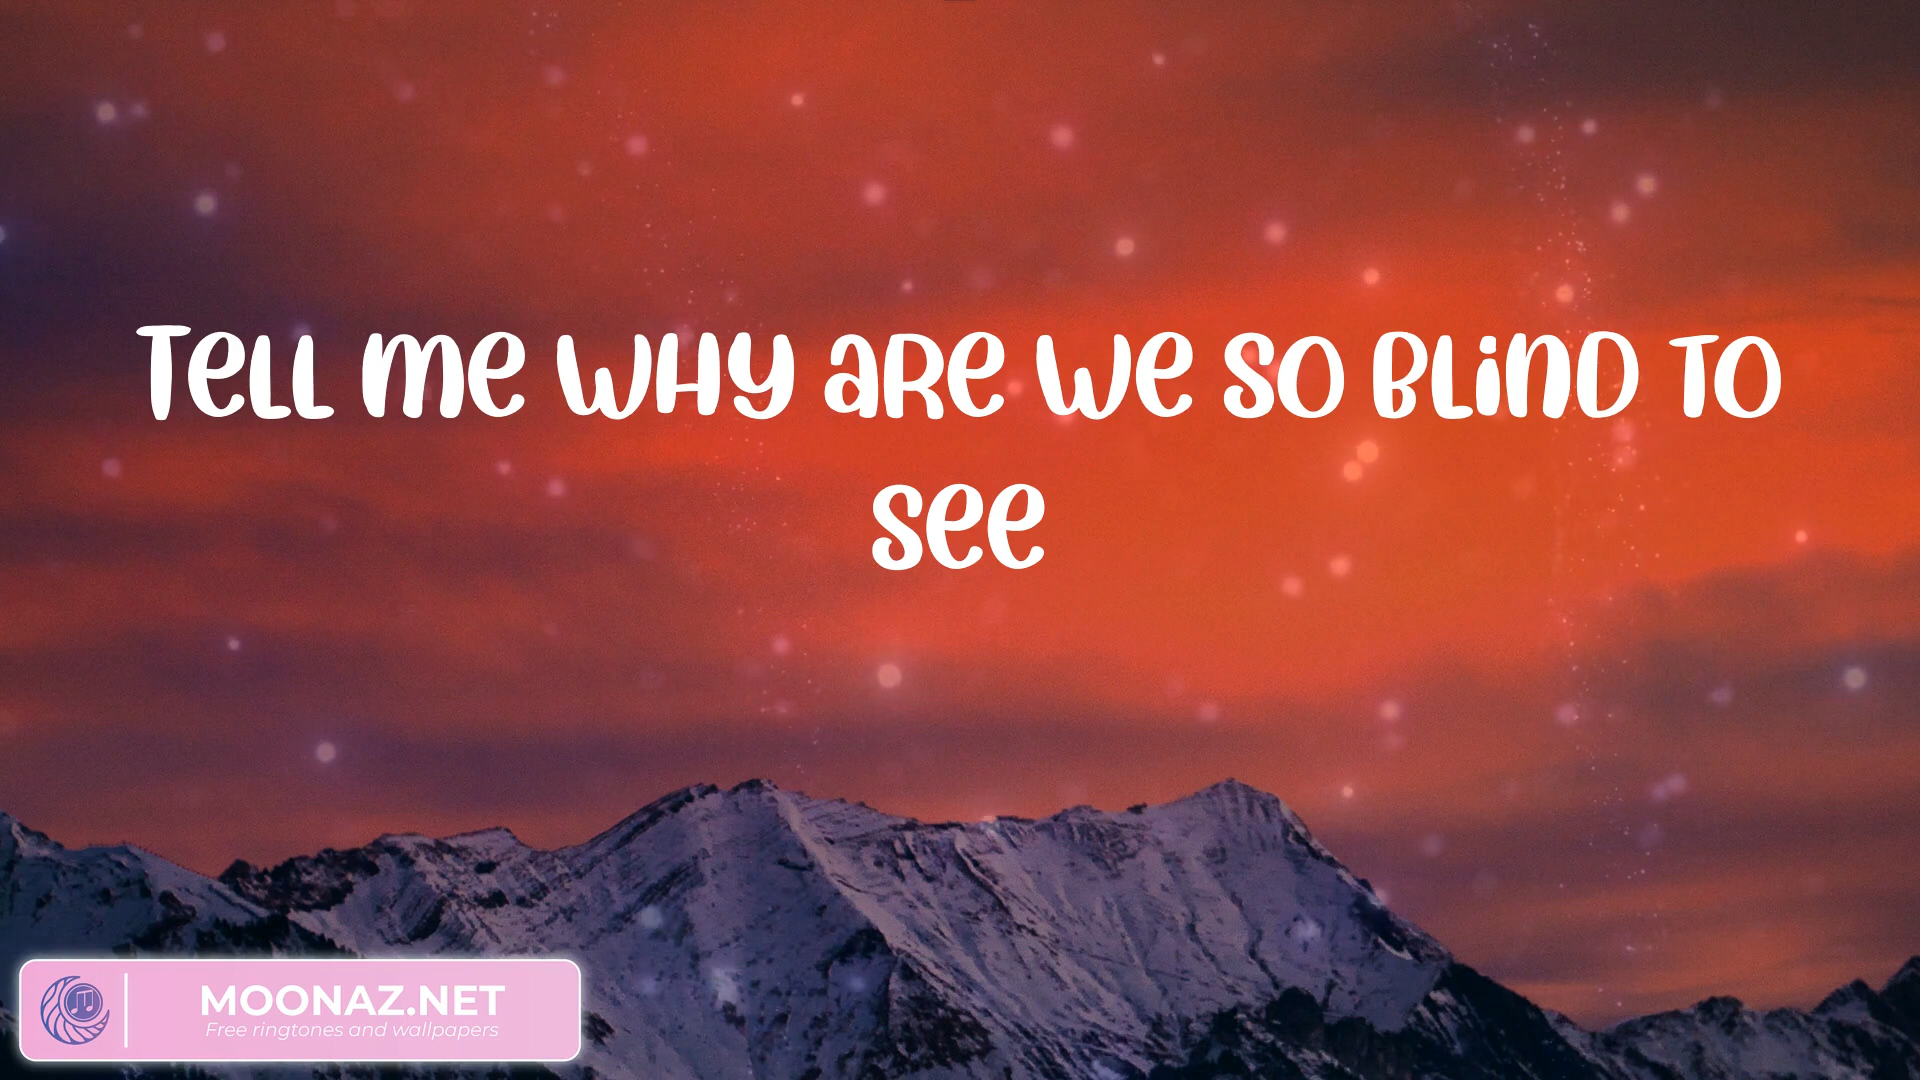 Tell me why are we so blind to
see
MOONAZ.NET
Free ringtones and wallpapers